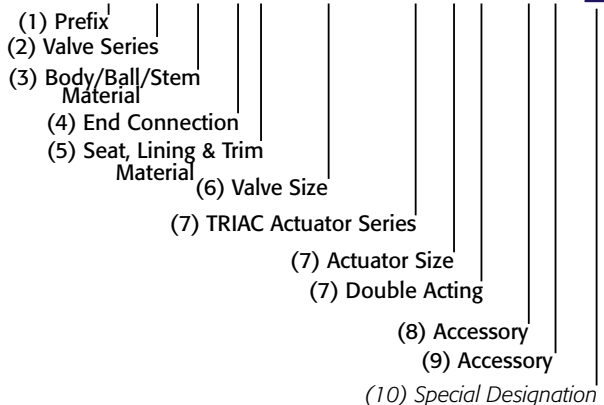 (1) Prefix
(2) Valve Series
(3) Body/Ball/Stem
Material
(4) End Connection
(5) Seat, Lining & Trim
Material
(6) Valve Size
(7) TRIAC Actuator Series
(7) Actuator Size
(7) Double Acting
(8) Accessory
(9) Accessory
(10) Special Designation